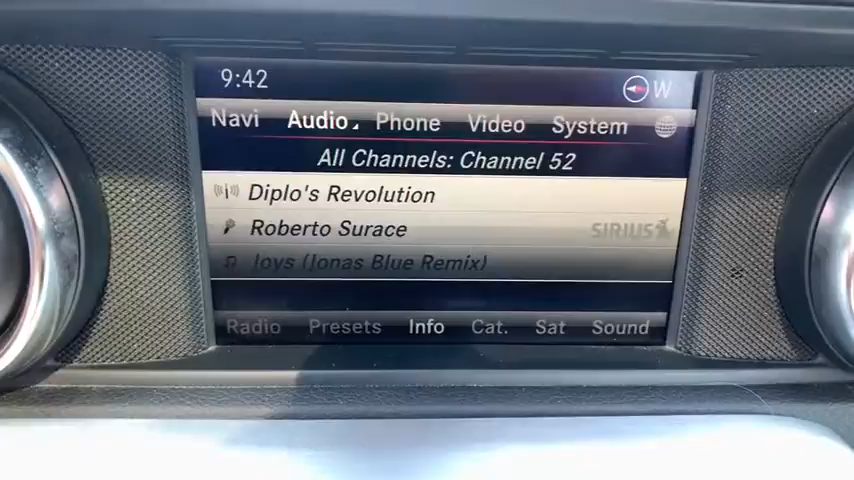 9:42
W
Navi Audio Phone Video System
All Channels: Channel 52
Diplo's Revolution
Roberto Surace
SIRIUS
Joys (Jonas Blue Remix)
Radio Presets Info Cat. Sat Sound